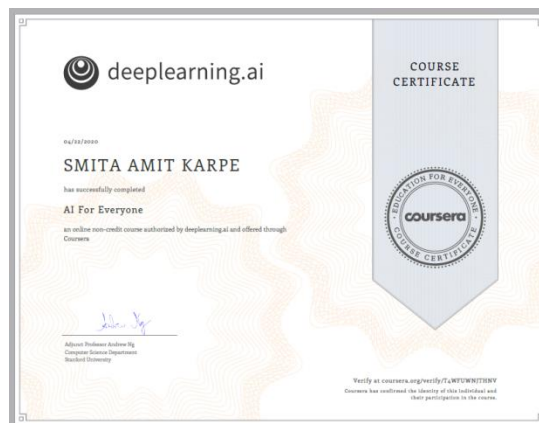 deeplearning.ai
COURSE
CERTIFICATE
04/22/2020
SMITA AMIT KARPE
has successfully completed
AI For Everyone
an online non-credit course authorized by deeplearning.ai and offered through
Coursera
EDUCATION FOR EVERYONE
coursera
COURSE CERTIFICATE
Adjunct Professor Andrew Ng
Computer Science Department
Stanford University
Verify at coursera.org/verify/T4WFUWNJTHNV
Coursera has confirmed the identity of this individual and
their participation in the course.